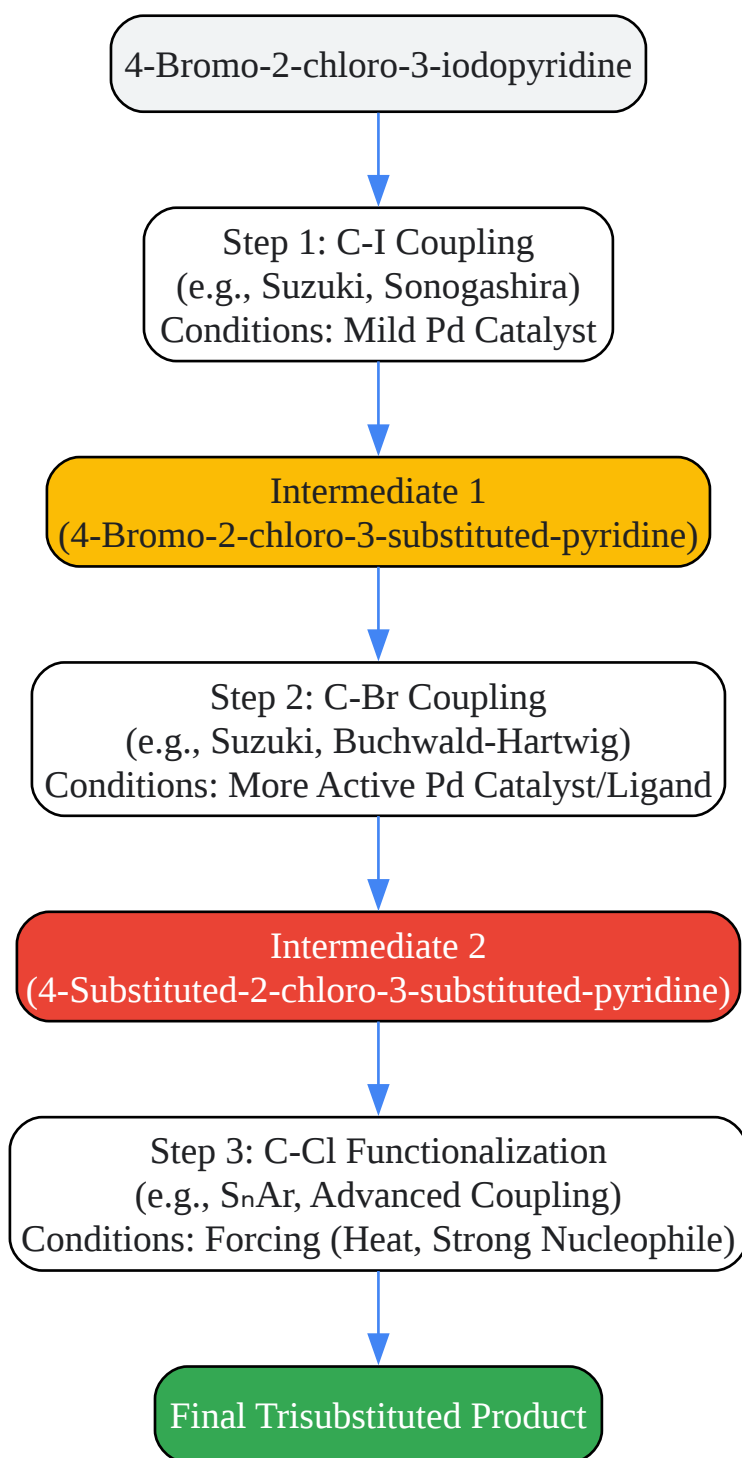 4-Bromo-2-chloro-3-iodopyridine
Step 1: C-I Coupling
(e.g., Suzuki, Sonogashira)
Conditions: Mild Pd Catalyst
Intermediate 1
(4-Bromo-2-chloro-3-substituted-pyridine)
Step 2: C-Br Coupling
(e.g., Suzuki, Buchwald-Hartwig)
Conditions: More Active Pd Catalyst/Ligand
Intermediate 2
(4-Substituted-2-chloro-3-substituted-pyridine)
Step 3: C-Cl Functionalization
(e.g., SₙAr, Advanced Coupling)
Conditions: Forcing (Heat, Strong Nucleophile)
Final Trisubstituted Product